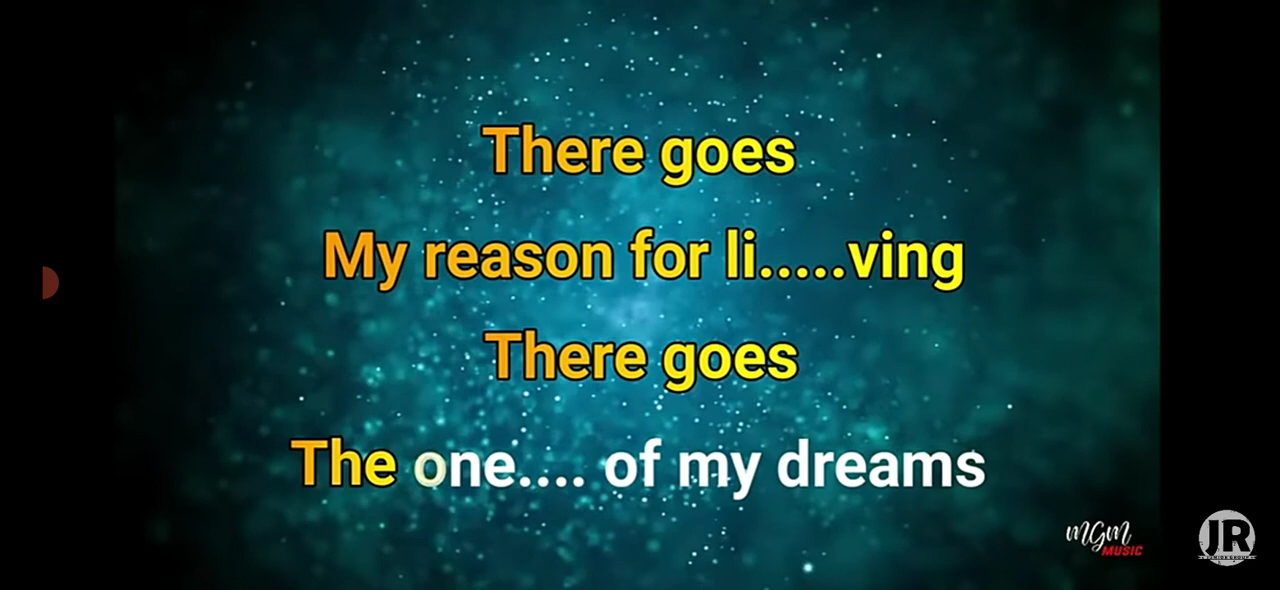 There goes
My reason for li.....ving
There goes
The one.... of my dreams
mGm
MUSIC
JR